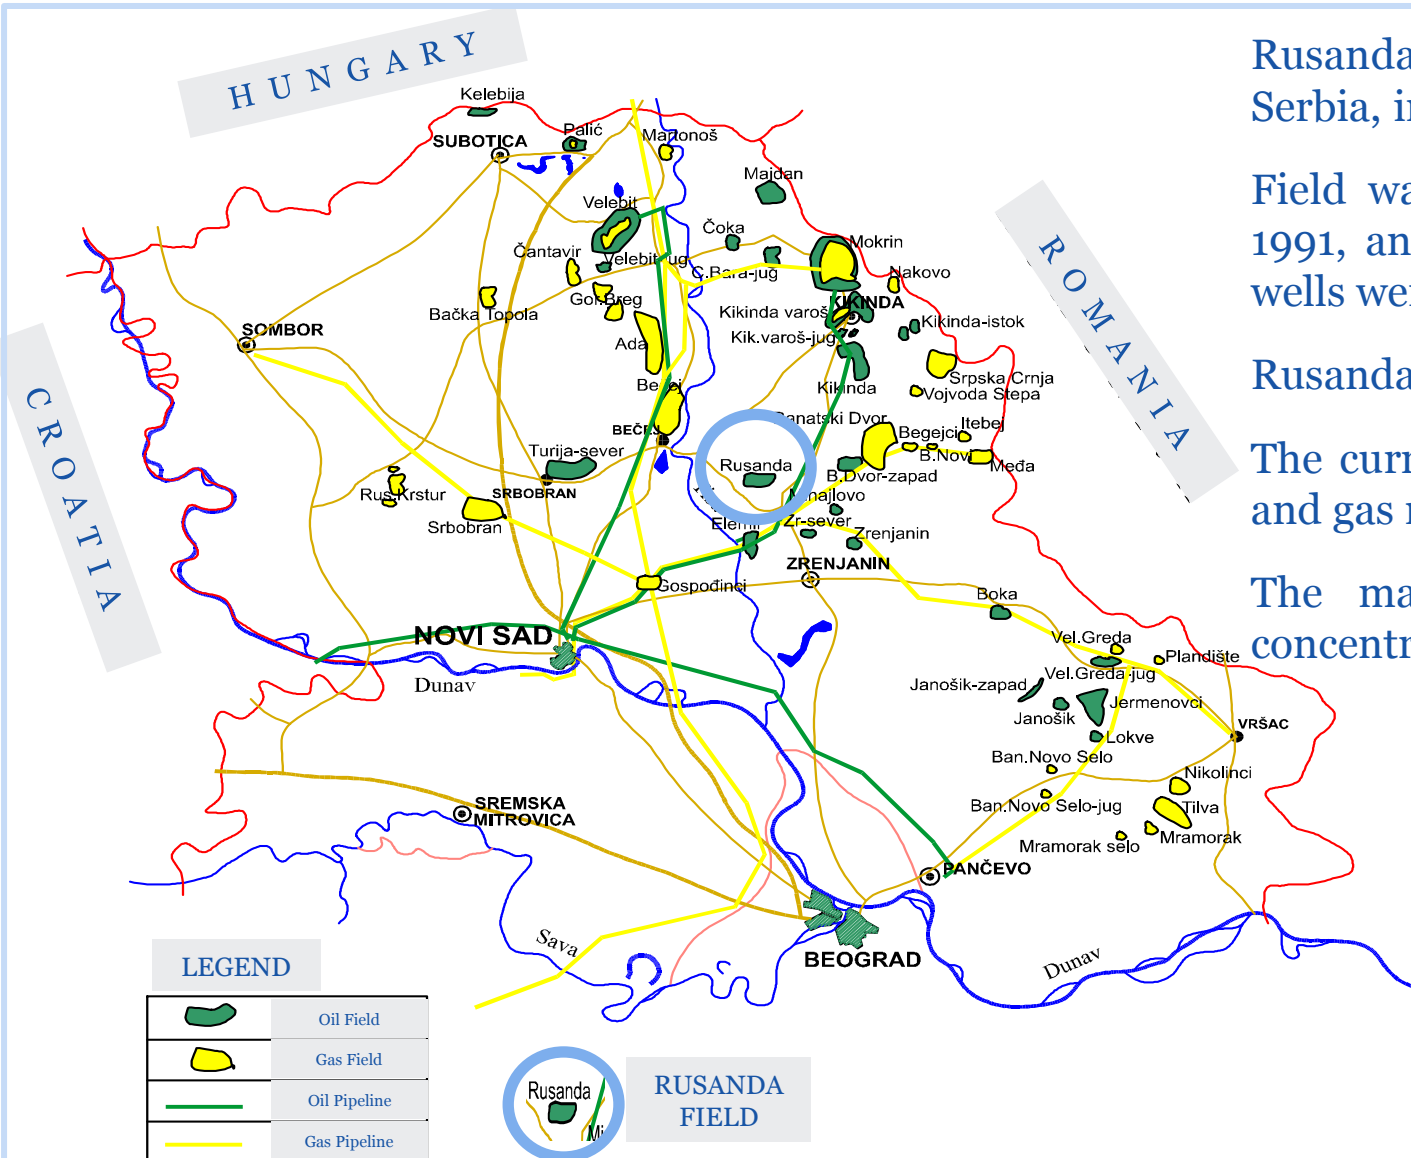 HUNGARY
Kelebija
SUBOTICA
Palić
Martonoš
Majdan
Velebit
Čoka
Mokrin
Čantavir
Velebit jug
Č.Bara-jug
Nakovo
Bačka Topola
Gor.Breg
Kikinda varoš
KIKINDA
Kikinda-istok
SOMBOR
Ada
Kik.varoš-jug
Srpska Crnja
Kikinda
Vojvoda Stepa
Bečej
BEČEJ
Banatski Dvor
Begejci
Itebej
B.Novi
Međa
Turija-sever
Rusanda
B.Dvor-zapad
Rus.Krstur
SRBOBRAN
Srbobran
Mihajlovo
Elemir
Zr-sever
Zrenjanin
ZRENJANIN
Gospođinci
Boka
NOVI SAD
Vel.Greda
Plandište
Vel.Greda-jug
Dunav
Janošik-zapad
Jermenovci
Janošik
VRŠAC
Lokve
Ban.Novo Selo
Nikolinci
Ban.Novo Selo-jug
Tilva
SREMSKA
MITROVICA
Mramorak selo
Mramorak
PANČEVO
BEOGRAD
Sava
Dunav
CROATIA
ROMANIA
LEGEND
Oil Field
Gas Field
Oil Pipeline
Gas Pipeline
Rusanda
Mi
RUSANDA
FIELD
Rusanda
Serbia, in
Field wa
1991, an
wells wer
Rusanda
The curr
and gas
The ma
concentr